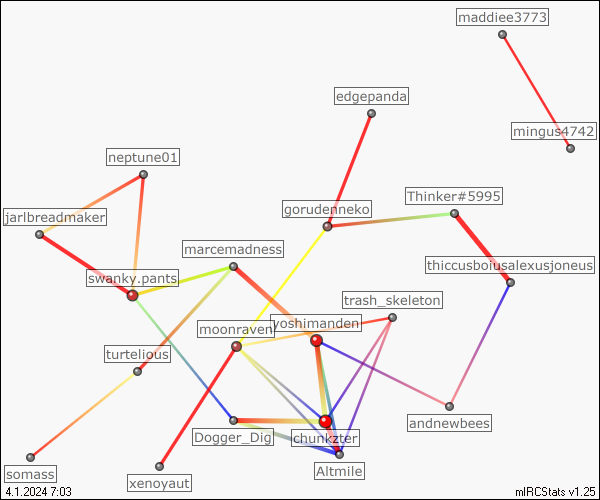 maddiee3773
edgepanda
mingus4742
neptune01
Thinker#5995
gorudenneko
jarlbreadmaker
marcemadness
thiccusboiusalexusjoneus
swanky.pants
trash_skeleton
moonraven
yoshimanden
turtelious
andnewbees
Dogger_Dig
chunkzter
somass
Altmile
xenoyaut
4.1.2024 7:03
mIRCStats v1.25